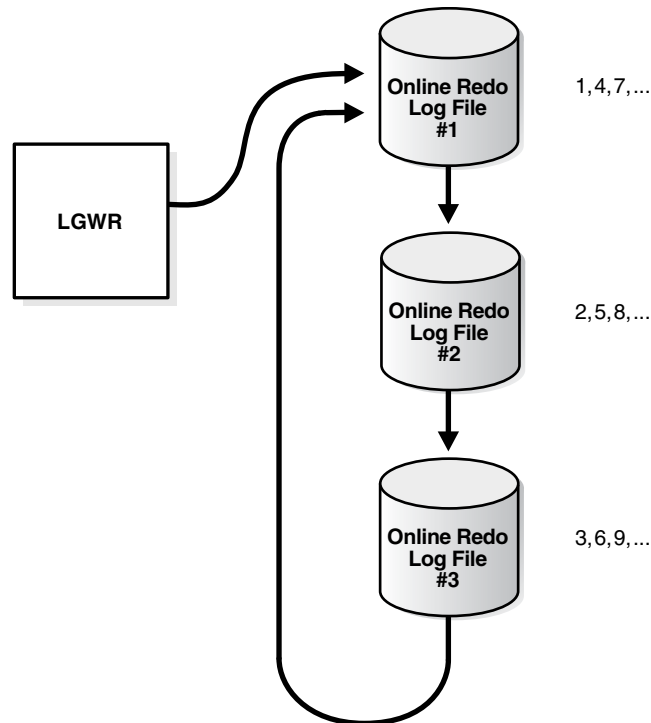 Online Redo
Log File
#1
1,4,7,...
LGWR
Online Redo
Log File
#2
2,5,8,...
Online Redo
Log File
#3
3,6,9,...